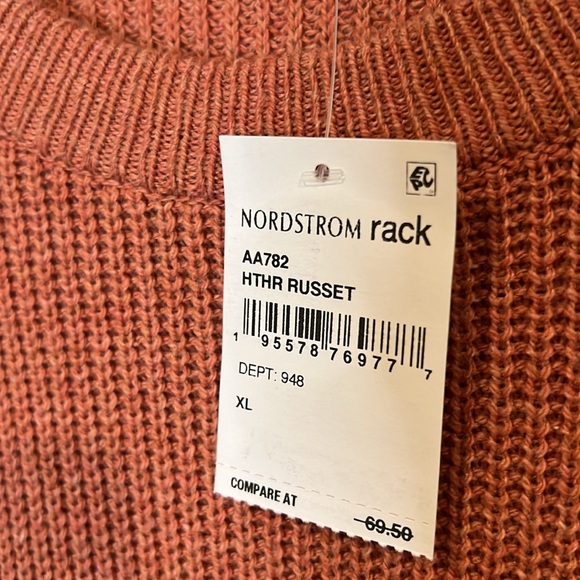 NORDSTROM rack
AA782
HTHR RUSSET
1 95578 76977 7
DEPT: 948
XL
COMPARE AT
69.50